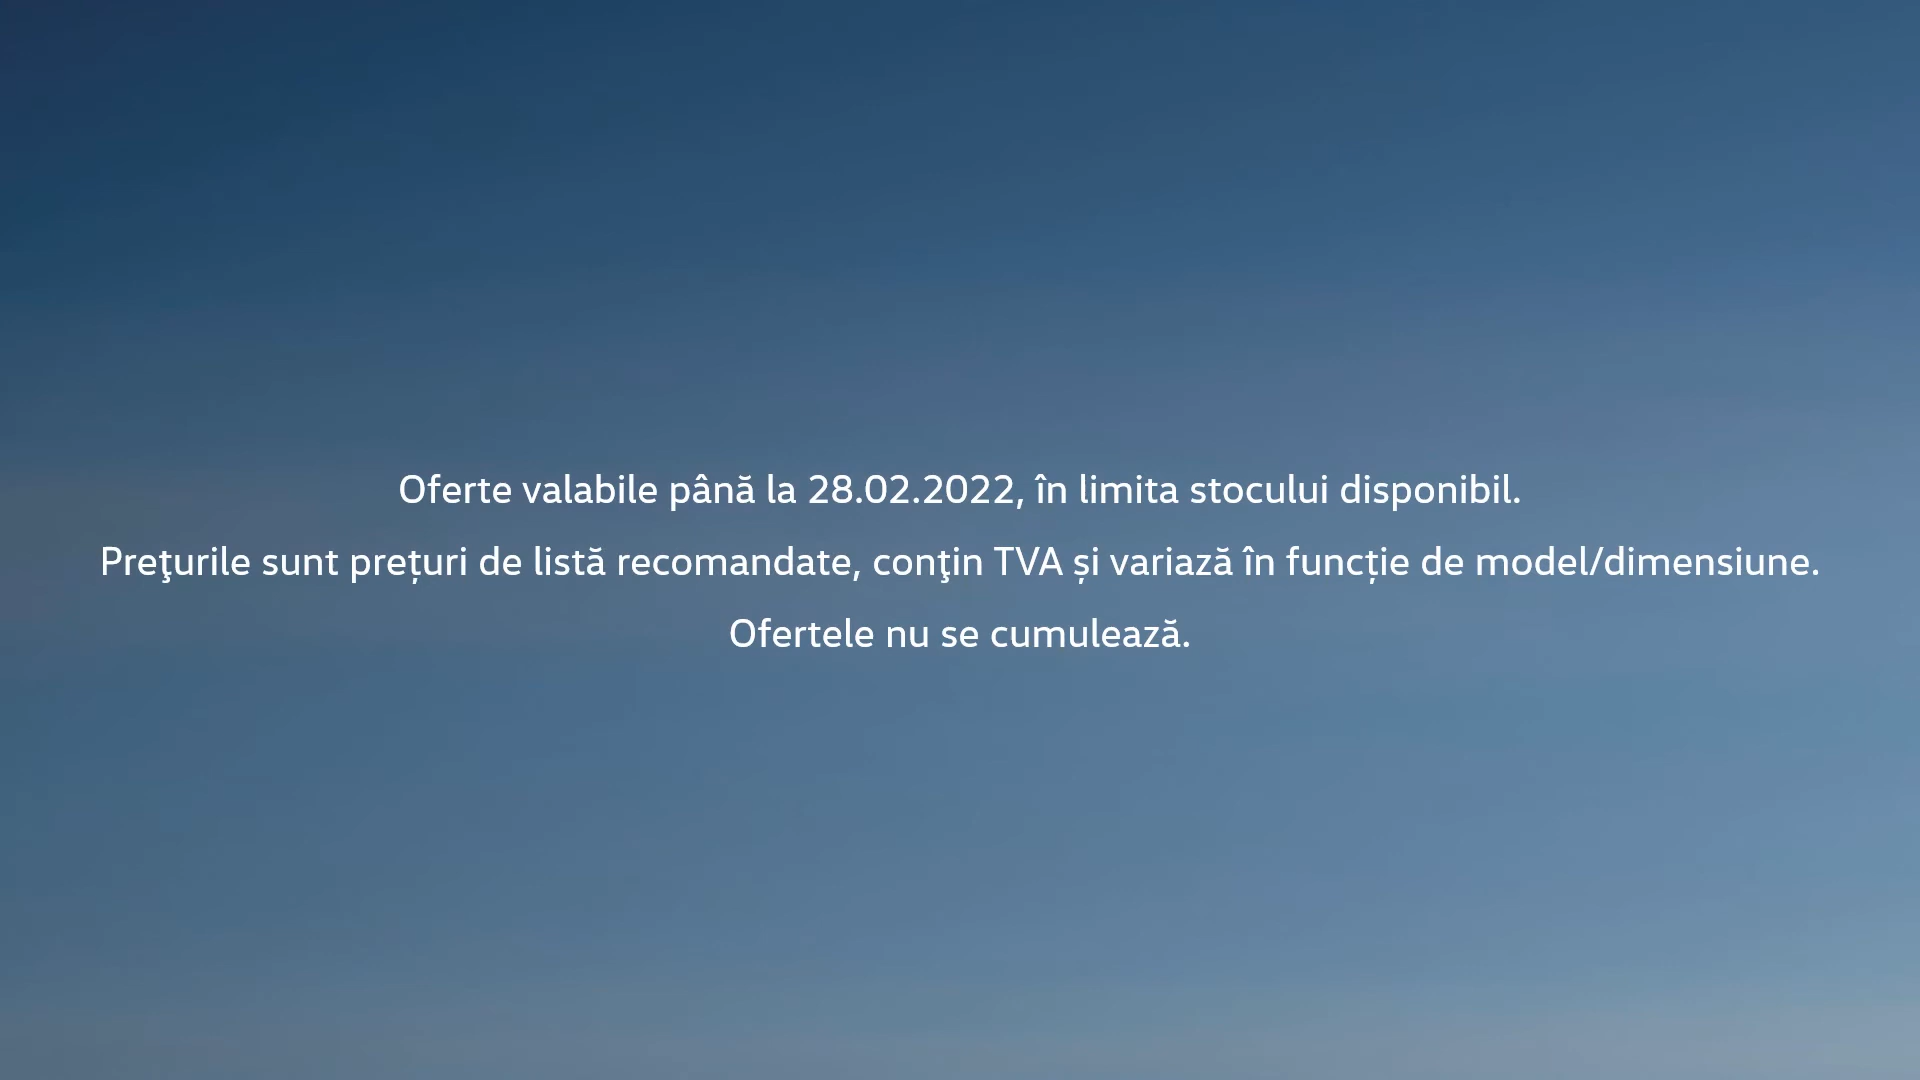 Oferte valabile până la 28.02.2022, în limita stocului disponibil.
Preţurile sunt prețuri de listă recomandate, conţin TVA și variază în funcție de model/dimensiune.
Ofertele nu se cumulează.